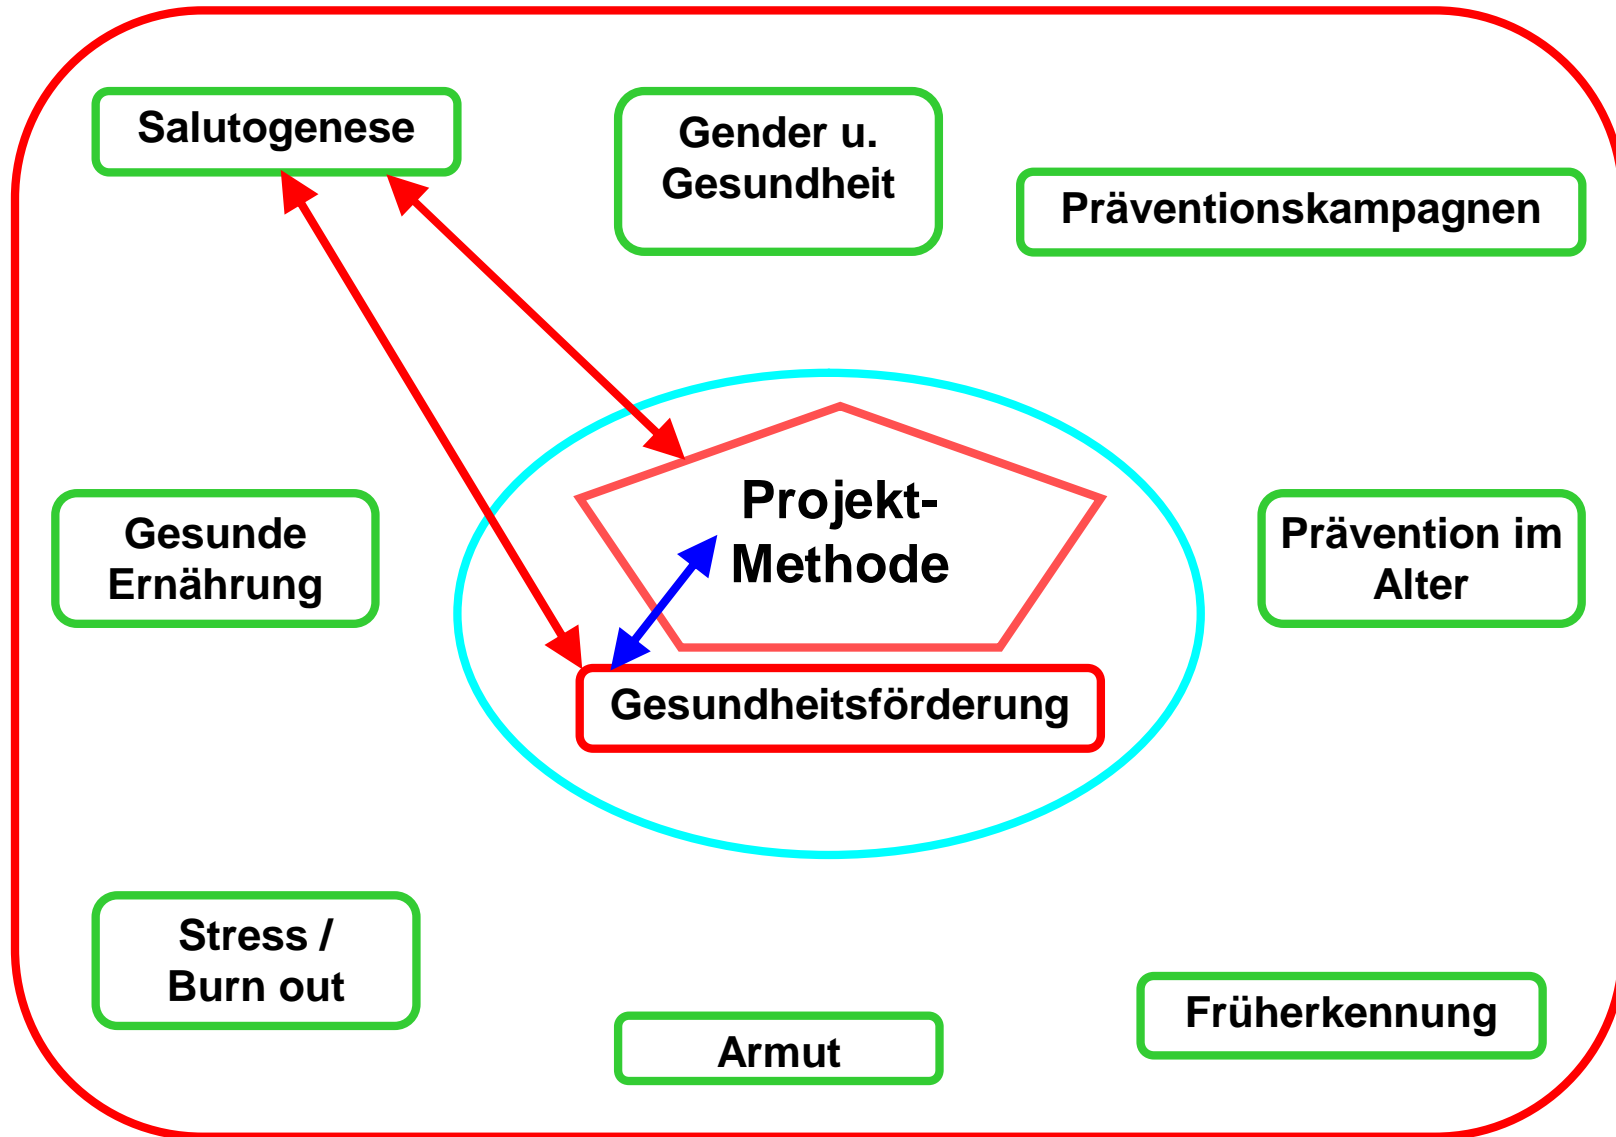 Salutogenese
Gender u.
Gesundheit
Präventionskampagnen
Projekt-
Methode
Gesunde
Ernährung
Prävention im
Alter
Gesundheitsförderung
Stress /
Burn out
Armut
Früherkennung